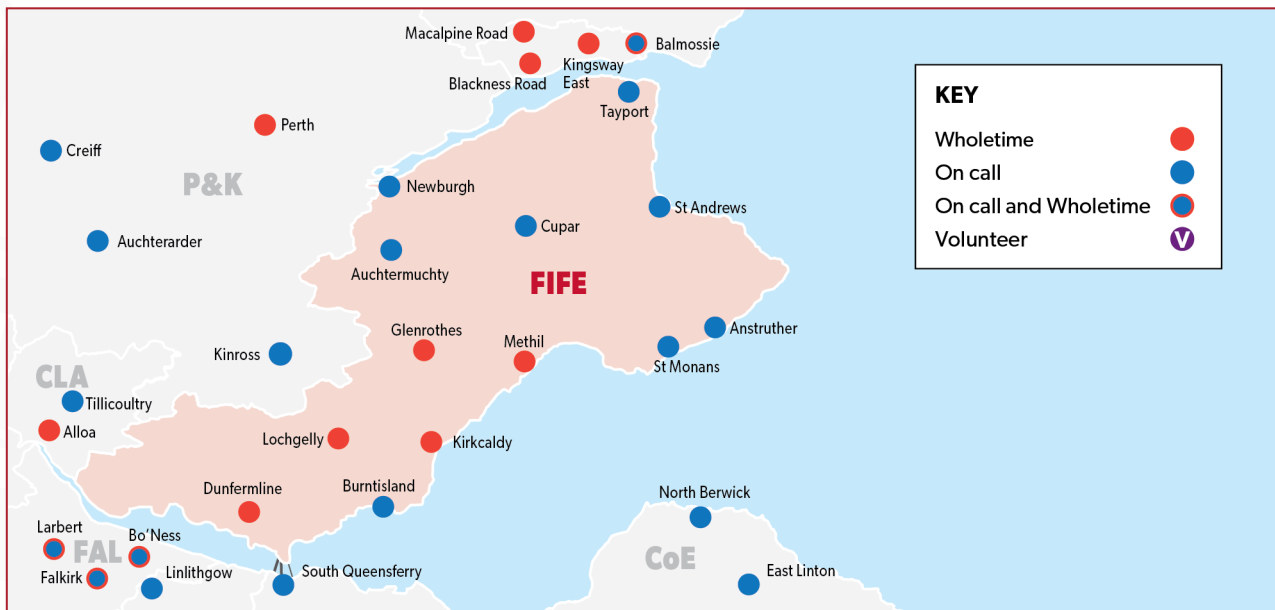 Macalpine Road
Kingsway
East
Balmossie
Blackness Road
Tayport
KEY
Wholetime
On call
On call and Wholetime
Volunteer
V
Perth
Creiff
P&K
Newburgh
St Andrews
Cupar
Auchterarder
Auchtermuchty
FIFE
Glenrothes
Methil
Anstruther
St Monans
Kinross
CLA
Tillicoultry
Alloa
Lochgelly
Kirkcaldy
Dunfermline
Burntisland
North Berwick
Larbert
Bo'Ness
FAL
Falkirk
Linlithgow
South Queensferry
CoE
East Linton